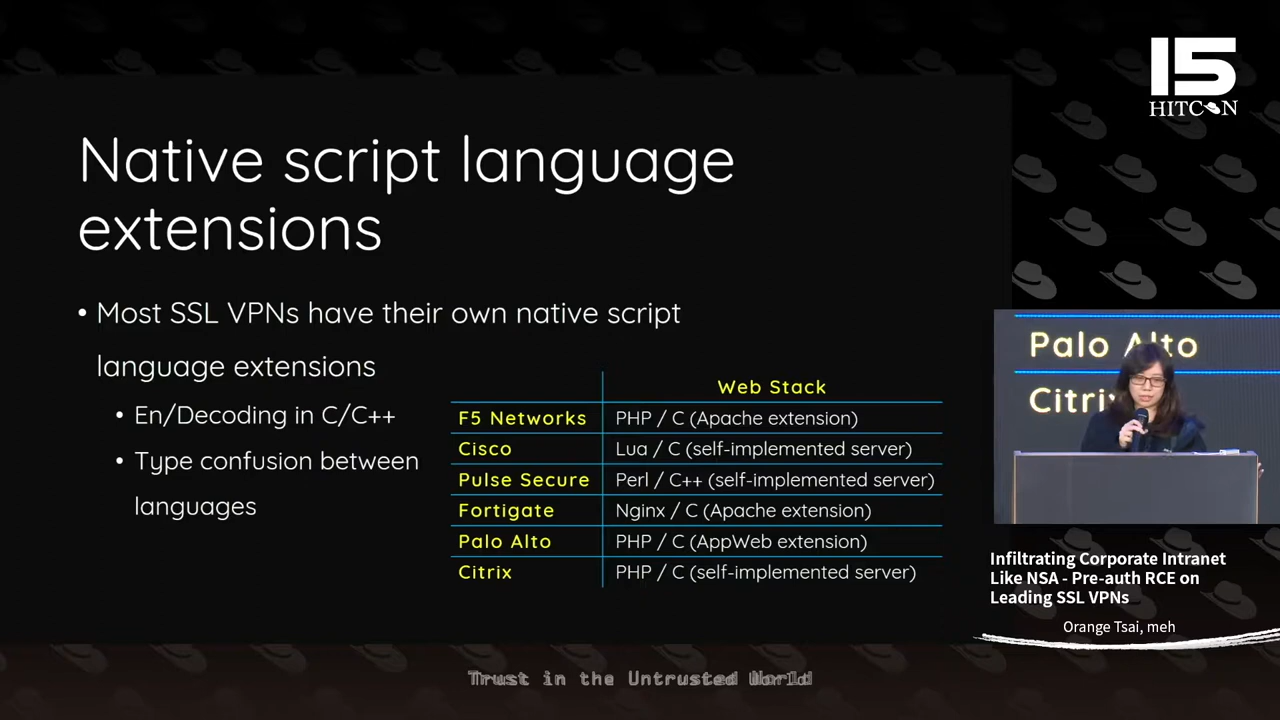 15
HITCON
Native script language
extensions
• Most SSL VPNs have their own native script
language extensions
• En/Decoding in C/C++
• Type confusion between
languages
Web Stack
F5 Networks PHP / C (Apache extension)
Cisco Lua / C (self-implemented server)
Pulse Secure Perl / C++ (self-implemented server)
Fortigate Nginx / C (Apache extension)
Palo Alto PHP / C (AppWeb extension)
Citrix PHP / C (self-implemented server)
Palo Alto
Infiltrating Corporate Intranet
Like NSA - Pre-auth RCE on
Leading SSL VPNs
Orange Tsai, meh
Trust in the Untrusted World